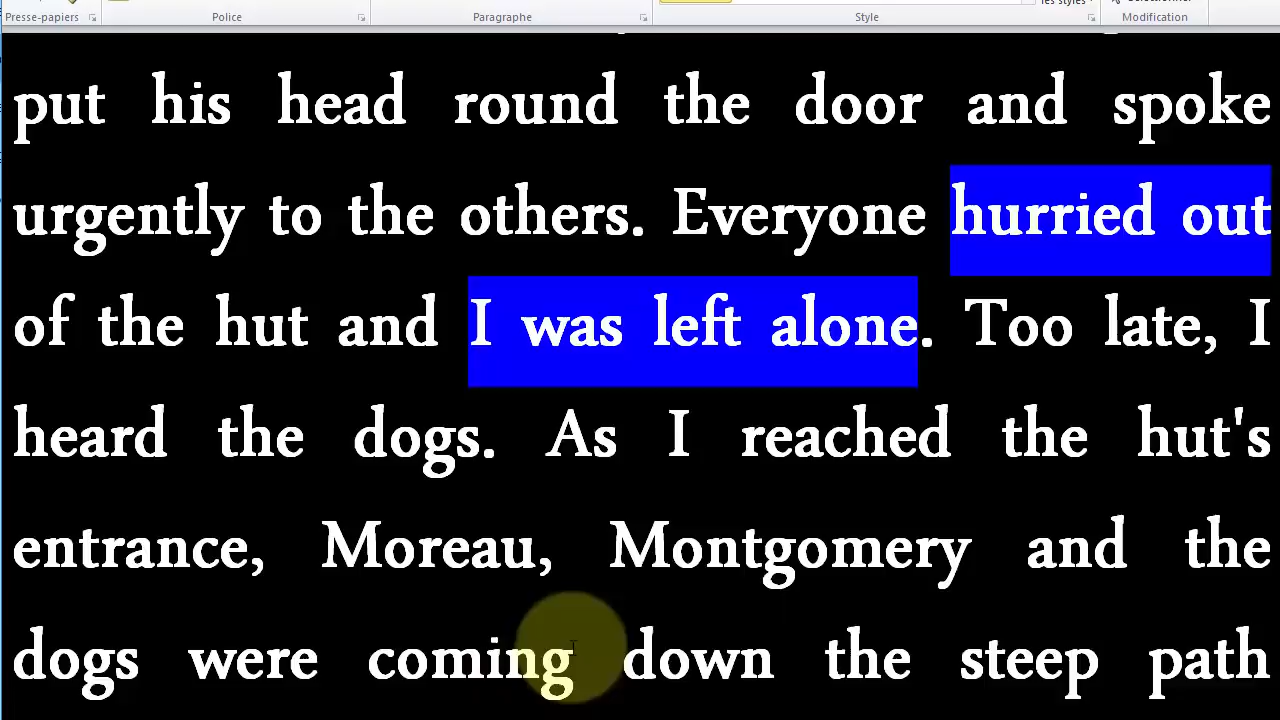 Presse-papiers Police Paragraphe Style Modification
put his head round the door and spoke
urgently to the others. Everyone hurried out
of the hut and I was left alone. Too late, I
heard the dogs. As I reached the hut's
entrance, Moreau, Montgomery and the
dogs were coming down the steep path